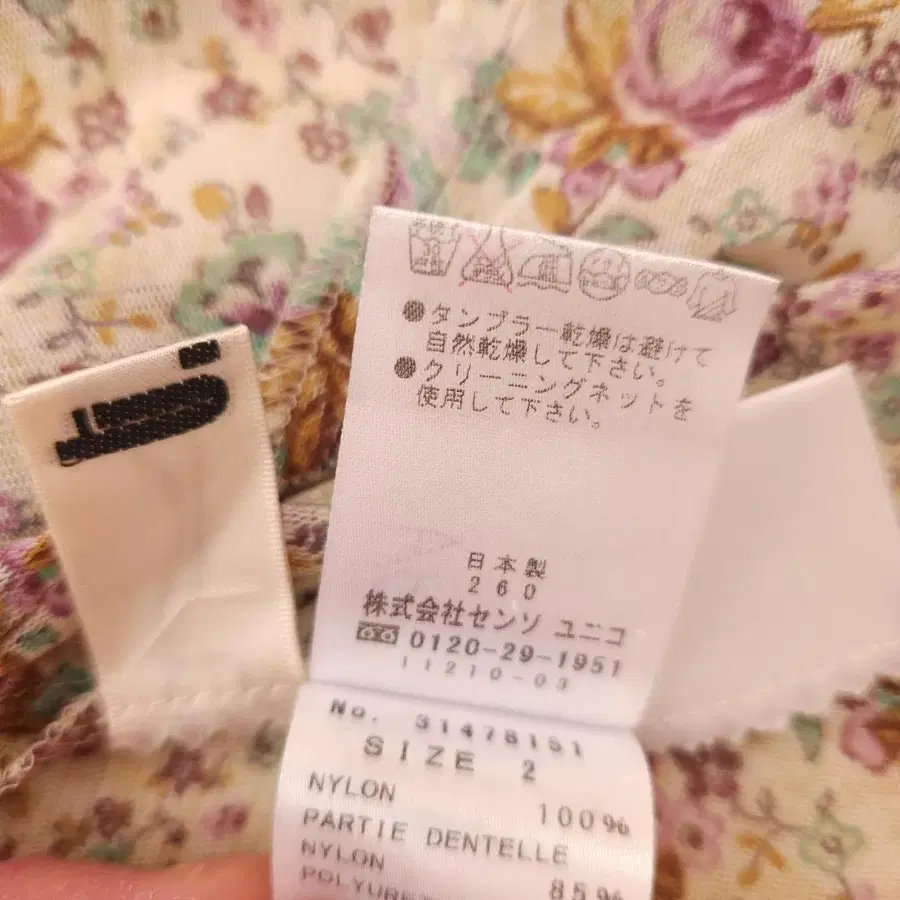 ●タンブラー乾燥は避けて
自然乾燥して下さい。
●クリーニングネットを
使用して下さい。
日本製
260
株式会社センソ ユニコ
0120-29-1951
11210-03
No. 31478151
SIZE 2
NYLON 100%
PARTIE DENTELLE
NYLON 85%